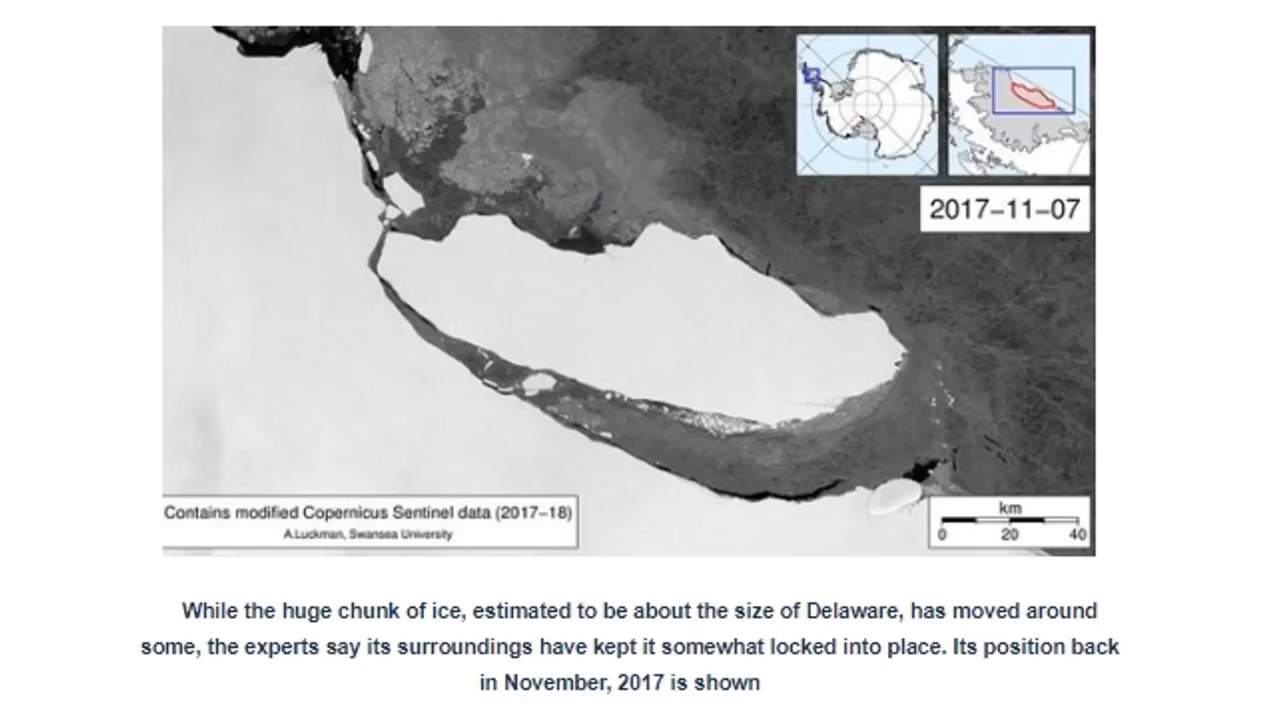 2017-11-07
Contains modified Copernicus Sentinel data (2017-18)
A.Luckman, Swansea University
km
0 20 40
While the huge chunk of ice, estimated to be about the size of Delaware, has moved around
some, the experts say its surroundings have kept it somewhat locked into place. Its position back
in November, 2017 is shown